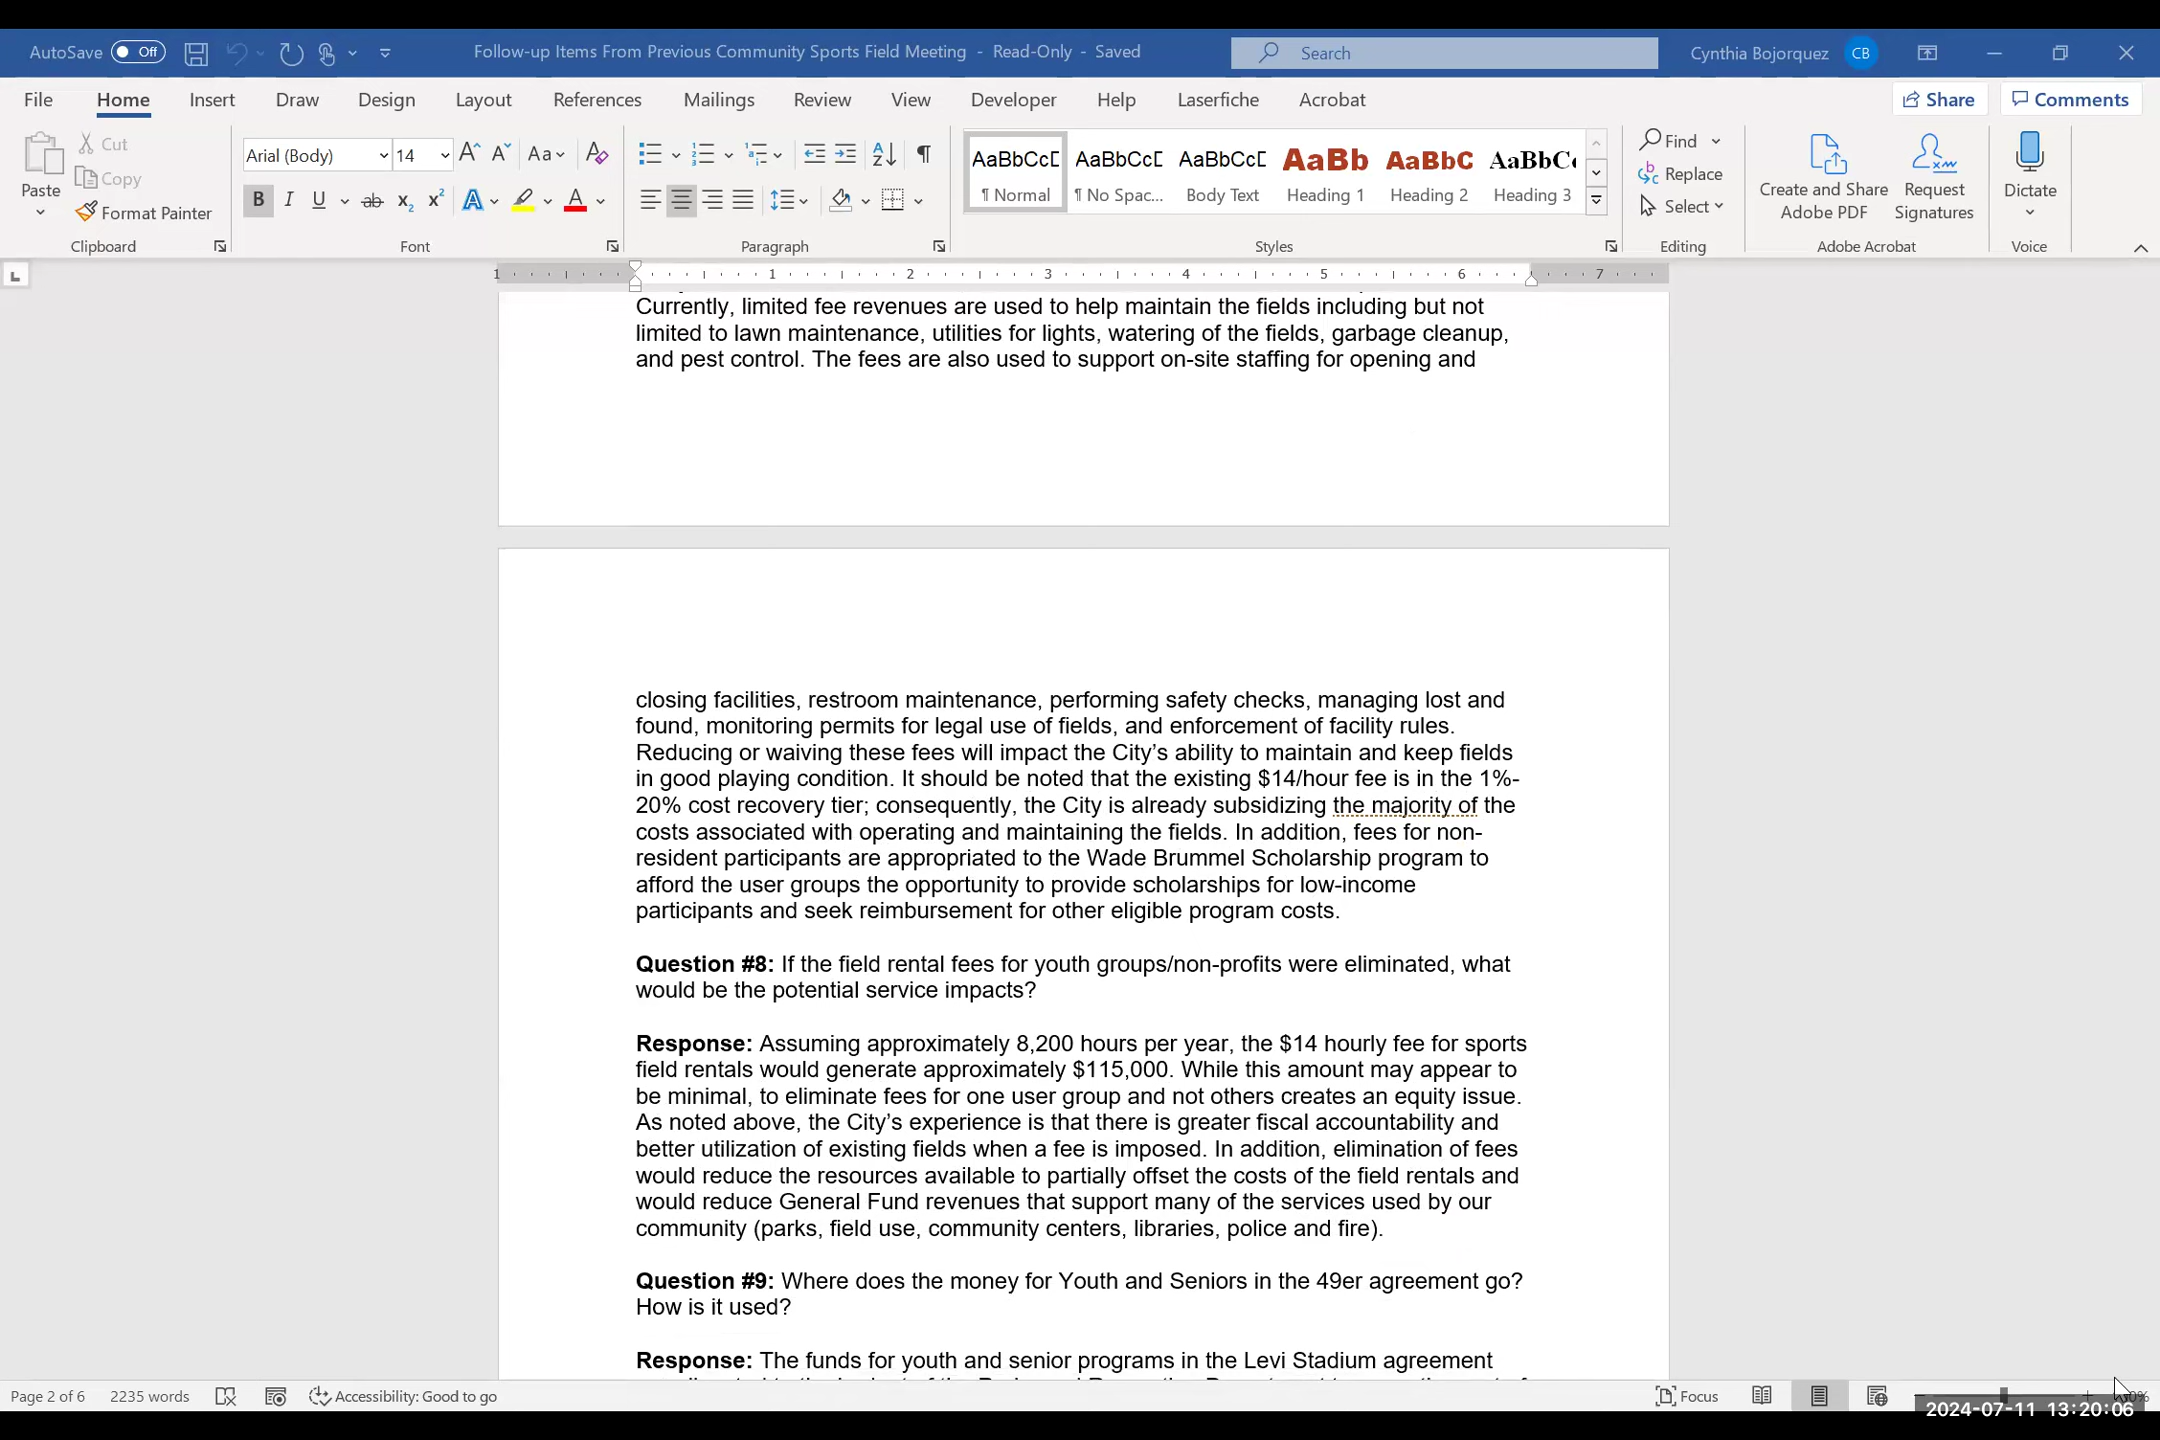 AutoSave Off Follow-up Items From Previous Community Sports Field Meeting - Read-Only - Saved Search Cynthia Bojorquez CB
File Home Insert Draw Design Layout References Mailings Review View Developer Help Laserfiche Acrobat Share Comments
Paste Cut Copy Format Painter
Clipboard
Arial (Body) 14
Font
Paragraph
AaBbCcD AaBbCcD AaBbCcD AaBb AaBbC AaBbCc
¶ Normal ¶ No Spac... Body Text Heading 1 Heading 2 Heading 3
Styles
Find
Replace
Select
Editing
Create and Share Adobe PDF
Request Signatures
Adobe Acrobat
Dictate
Voice
1 1 2 3 4 5 6 7
Currently, limited fee revenues are used to help maintain the fields including but not
limited to lawn maintenance, utilities for lights, watering of the fields, garbage cleanup,
and pest control. The fees are also used to support on-site staffing for opening and
closing facilities, restroom maintenance, performing safety checks, managing lost and
found, monitoring permits for legal use of fields, and enforcement of facility rules.
Reducing or waiving these fees will impact the City's ability to maintain and keep fields
in good playing condition. It should be noted that the existing $14/hour fee is in the 1%-
20% cost recovery tier; consequently, the City is already subsidizing the majority of the
costs associated with operating and maintaining the fields. In addition, fees for non-
resident participants are appropriated to the Wade Brummel Scholarship program to
afford the user groups the opportunity to provide scholarships for low-income
participants and seek reimbursement for other eligible program costs.
Question #8: If the field rental fees for youth groups/non-profits were eliminated, what
would be the potential service impacts?
Response: Assuming approximately 8,200 hours per year, the $14 hourly fee for sports
field rentals would generate approximately $115,000. While this amount may appear to
be minimal, to eliminate fees for one user group and not others creates an equity issue.
As noted above, the City's experience is that there is greater fiscal accountability and
better utilization of existing fields when a fee is imposed. In addition, elimination of fees
would reduce the resources available to partially offset the costs of the field rentals and
would reduce General Fund revenues that support many of the services used by our
community (parks, field use, community centers, libraries, police and fire).
Question #9: Where does the money for Youth and Seniors in the 49er agreement go?
How is it used?
Response: The funds for youth and senior programs in the Levi Stadium agreement
Page 2 of 6 2235 words Accessibility: Good to go Focus
2024-07-11 13:20:06